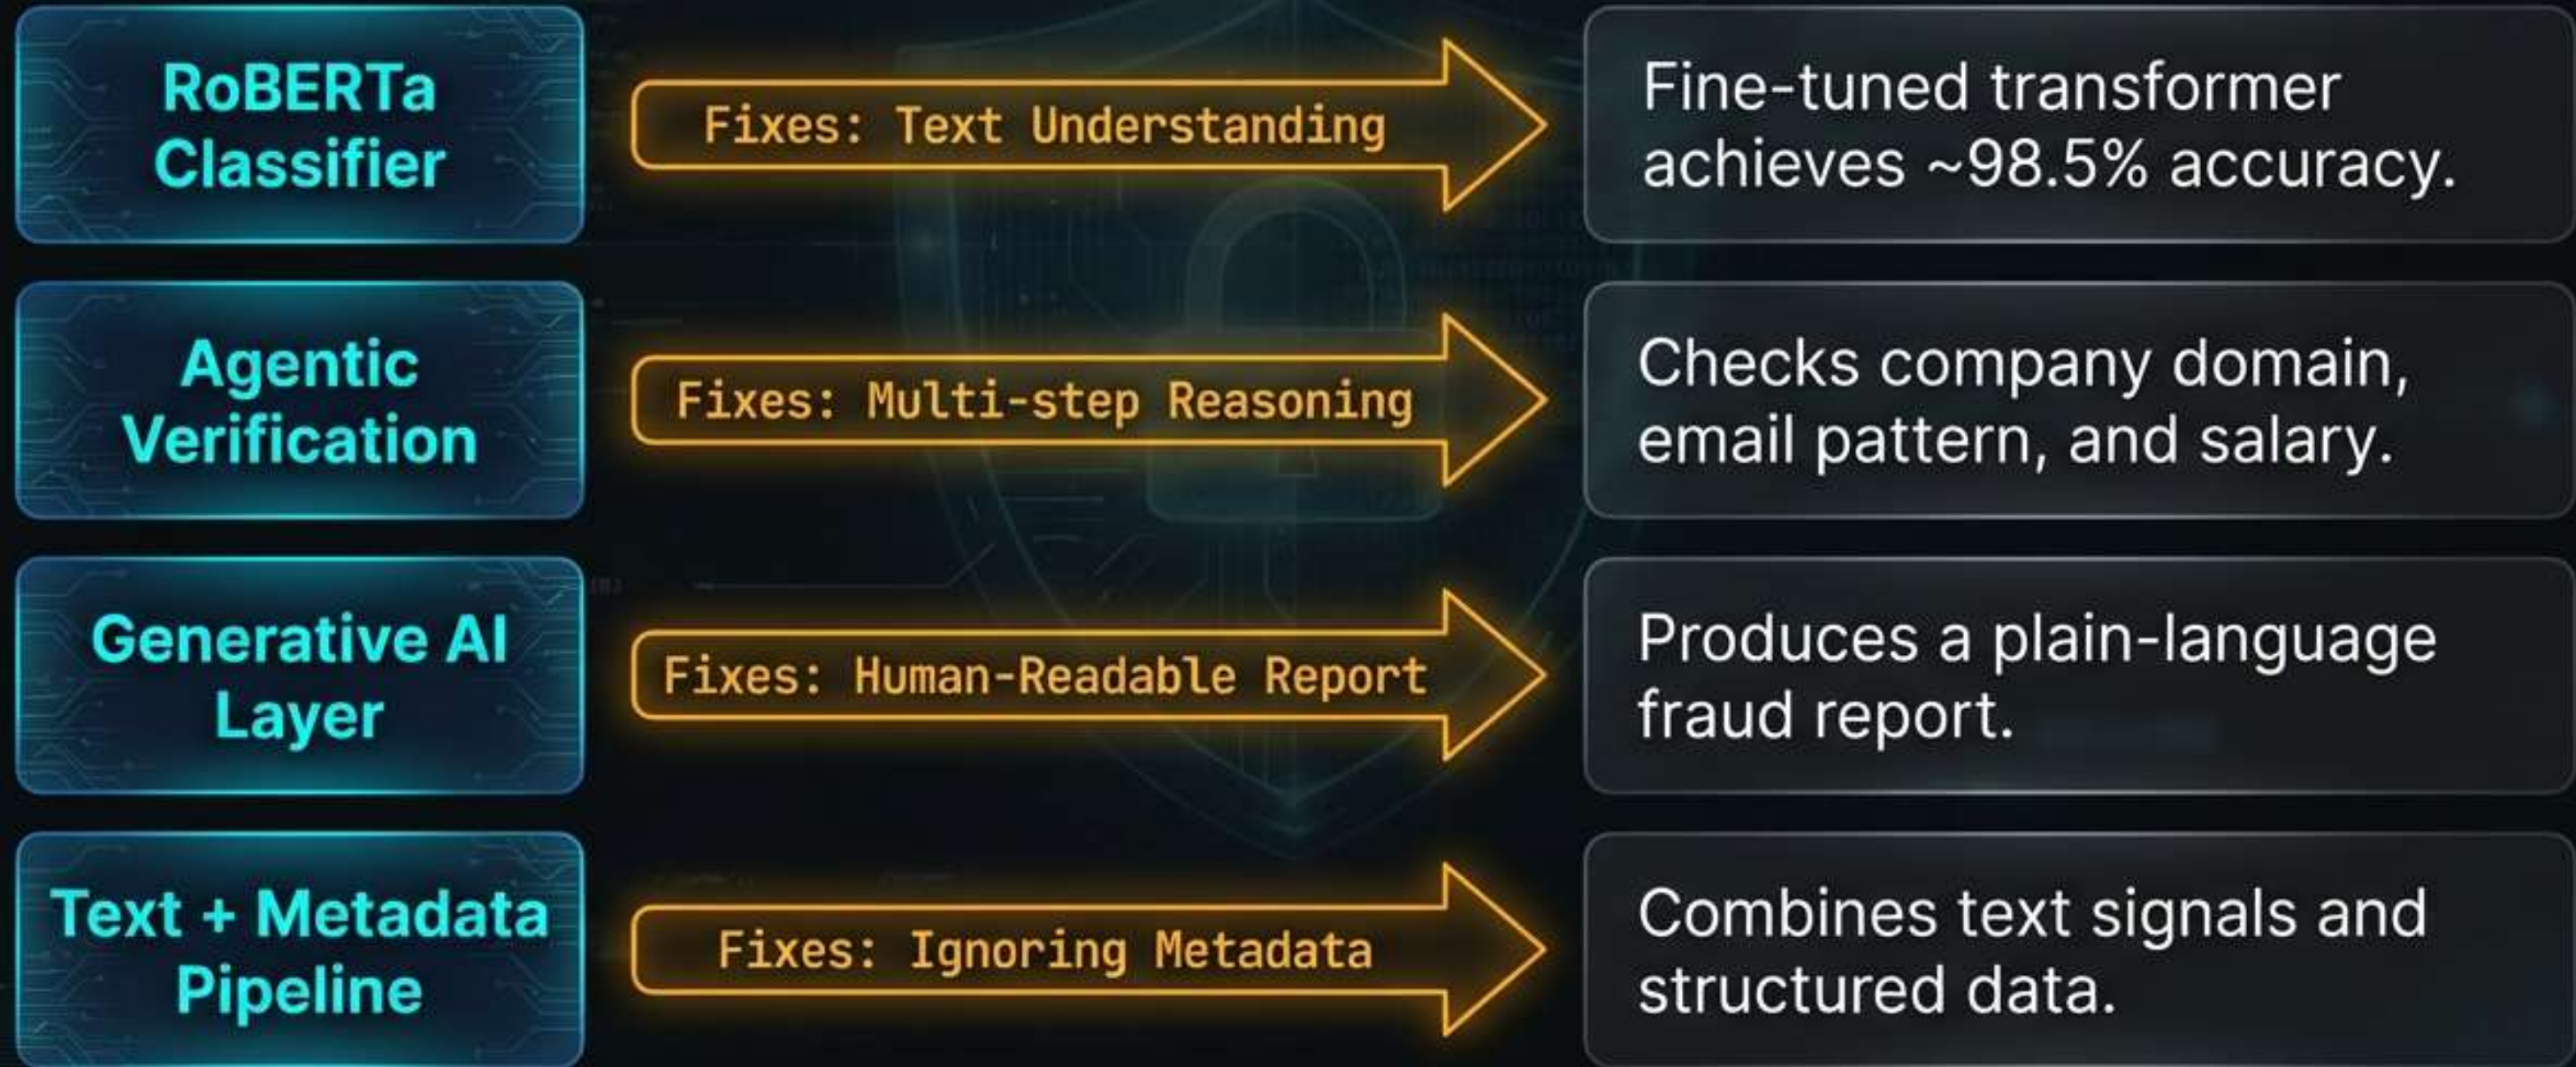 RoBERTa
Classifier
Fixes: Text Understanding
Fine-tuned transformer
achieves ~98.5% accuracy.
Agentic
Verification
Fixes: Multi-step Reasoning
Checks company domain,
email pattern, and salary.
Generative AI
Layer
Fixes: Human-Readable Report
Produces a plain-language
fraud report.
Text + Metadata
Pipeline
Fixes: Ignoring Metadata
Combines text signals and
structured data.